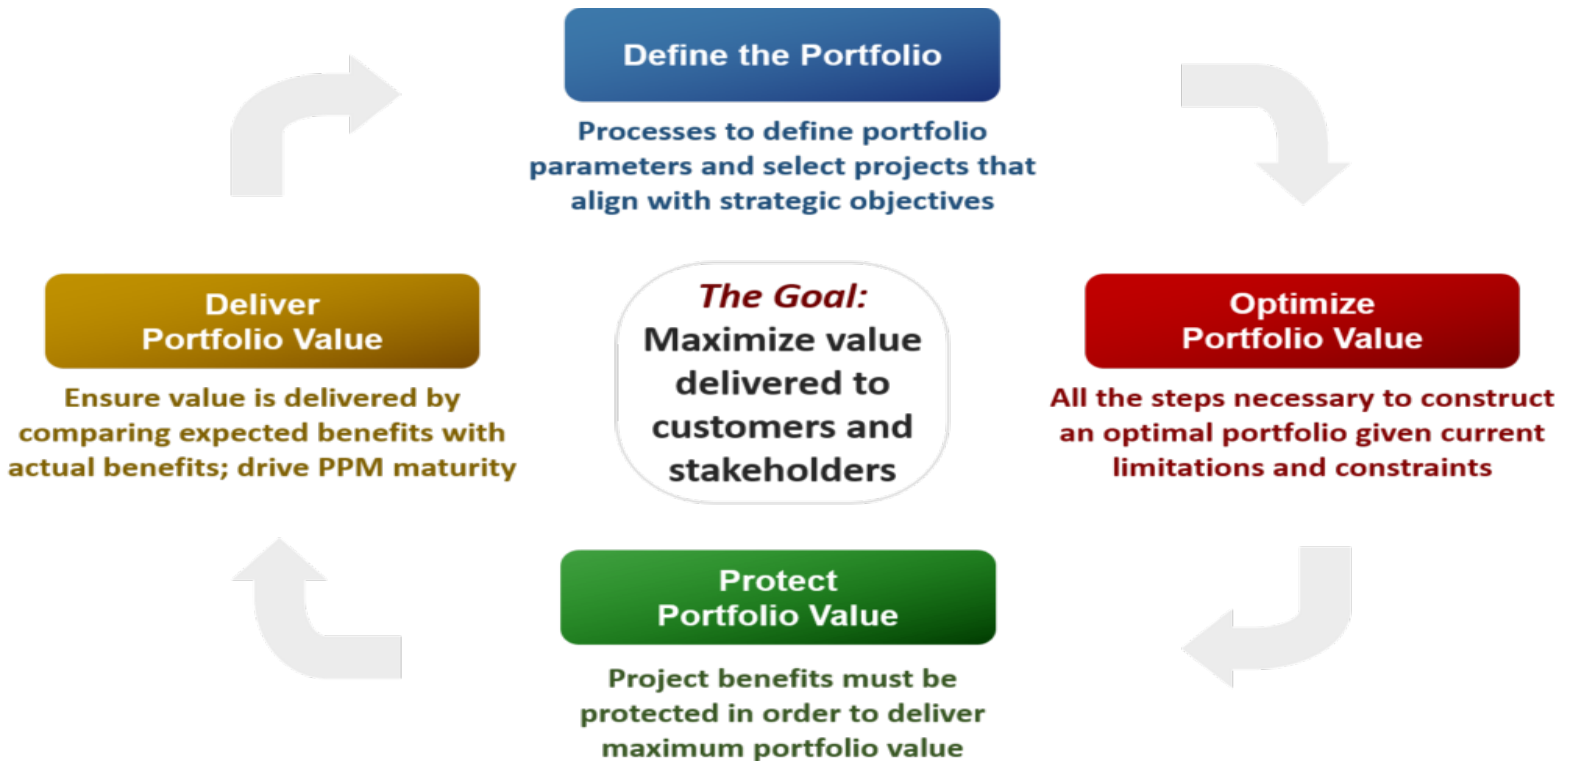 Define the Portfolio
Processes to define portfolio
parameters and select projects that
align with strategic objectives
Deliver
Portfolio Value
Ensure value is delivered by
comparing expected benefits with
actual benefits; drive PPM maturity
The Goal:
Maximize value
delivered to
customers and
stakeholders
Optimize
Portfolio Value
All the steps necessary to construct
an optimal portfolio given current
limitations and constraints
Protect
Portfolio Value
Project benefits must be
protected in order to deliver
maximum portfolio value